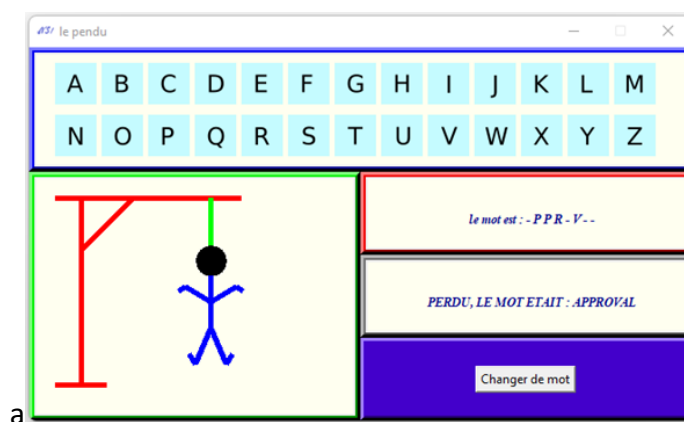 le pendu
A B C D E F G H I J K L M
N O P Q R S T U V W X Y Z
le mot est : - P P R - V - -
PERDU, LE MOT ETAIT : APPROVAL
Changer de mot
a